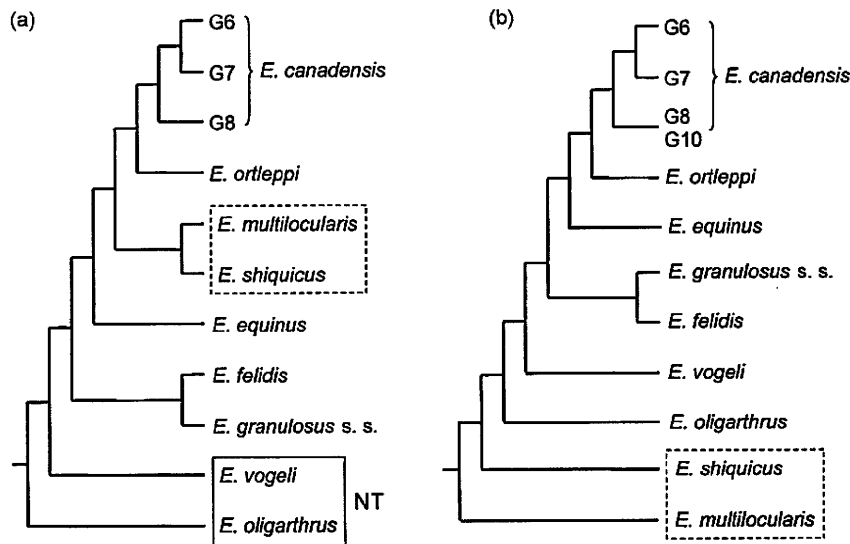 (a)
G6
G7
E. canadensis
G8
E. ortleppi
E. multilocularis
E. shiquicus
E. equinus
E. felidis
E. granulosus s. s.
E. vogeli
NT
E. oligarthrus
(b)
G6
G7
E. canadensis
G8
G10
E. ortleppi
E. equinus
E. granulosus s. s.
E. felidis
E. vogeli
E. oligarthrus
E. shiquicus
E. multilocularis